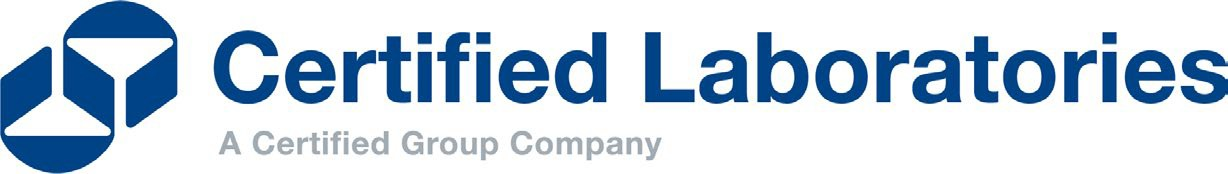 Certified Laboratories
A Certified Group Company